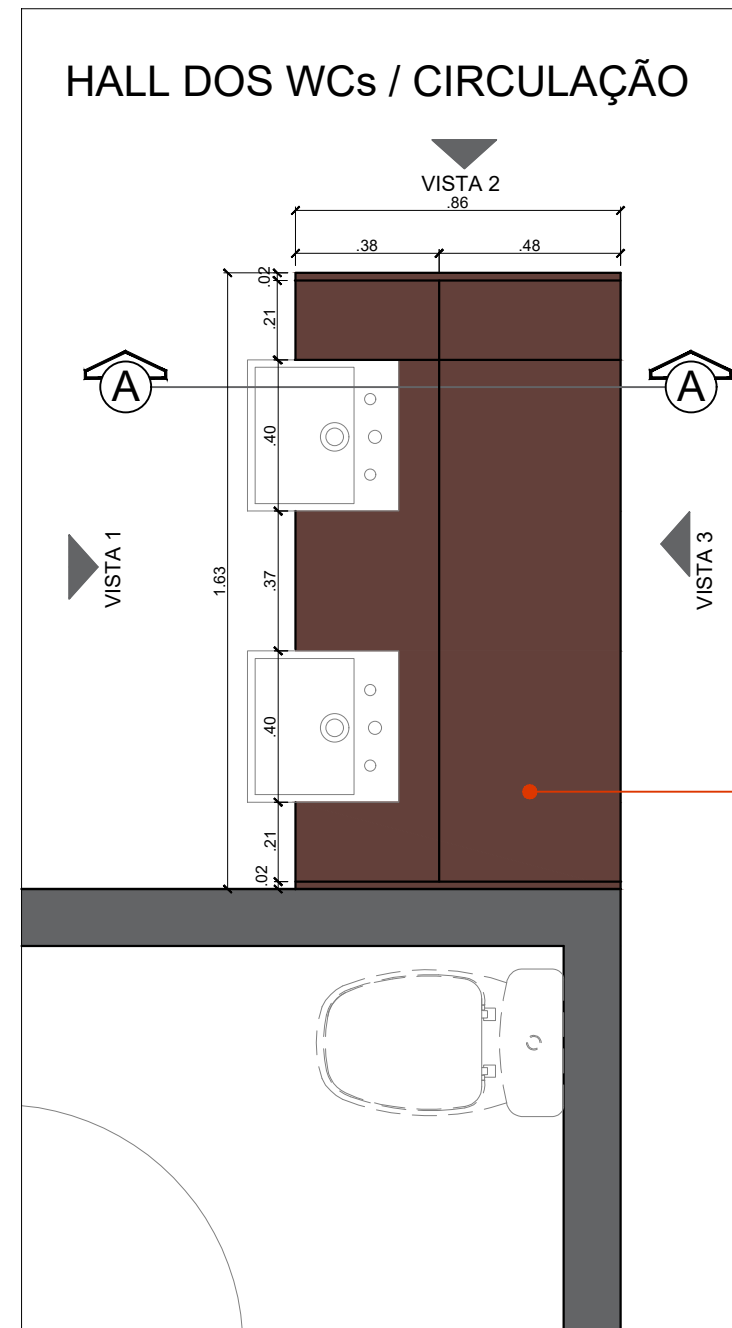 HALL DOS WCs / CIRCULAÇÃO
VISTA 2
.86
.38
.48
.02
.21
A
A
.40
VISTA 1
1.63
.37
VISTA 3
.40
.21
.02